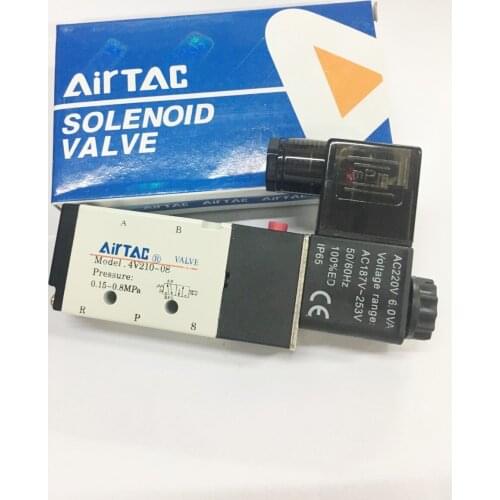 AirTAC
SOLENOID
VALVE
A B
AirTAC ® VALVE
Model: 4V210-08
Pressure:
0.15~0.8MPa
R P S
AC220V 6.0VA
Voltage range
AC187V~253V
50/60Hz
100%ED
IP65
CE